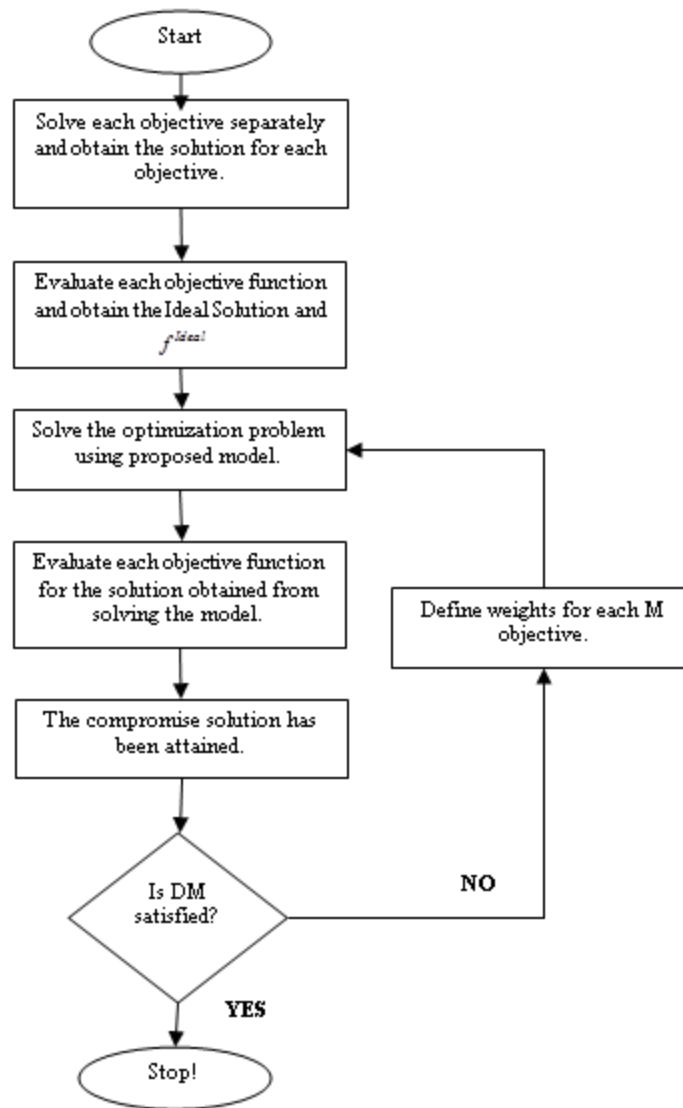 Start
Solve each objective separately
and obtain the solution for each
objective.
Evaluate each objective function
and obtain the Ideal Solution and
f^Ideal
Solve the optimization problem
using proposed model.
Evaluate each objective function
for the solution obtained from
solving the model.
Define weights for each M
objective.
The compromise solution has
been attained.
Is DM
satisfied?
NO
YES
Stop!